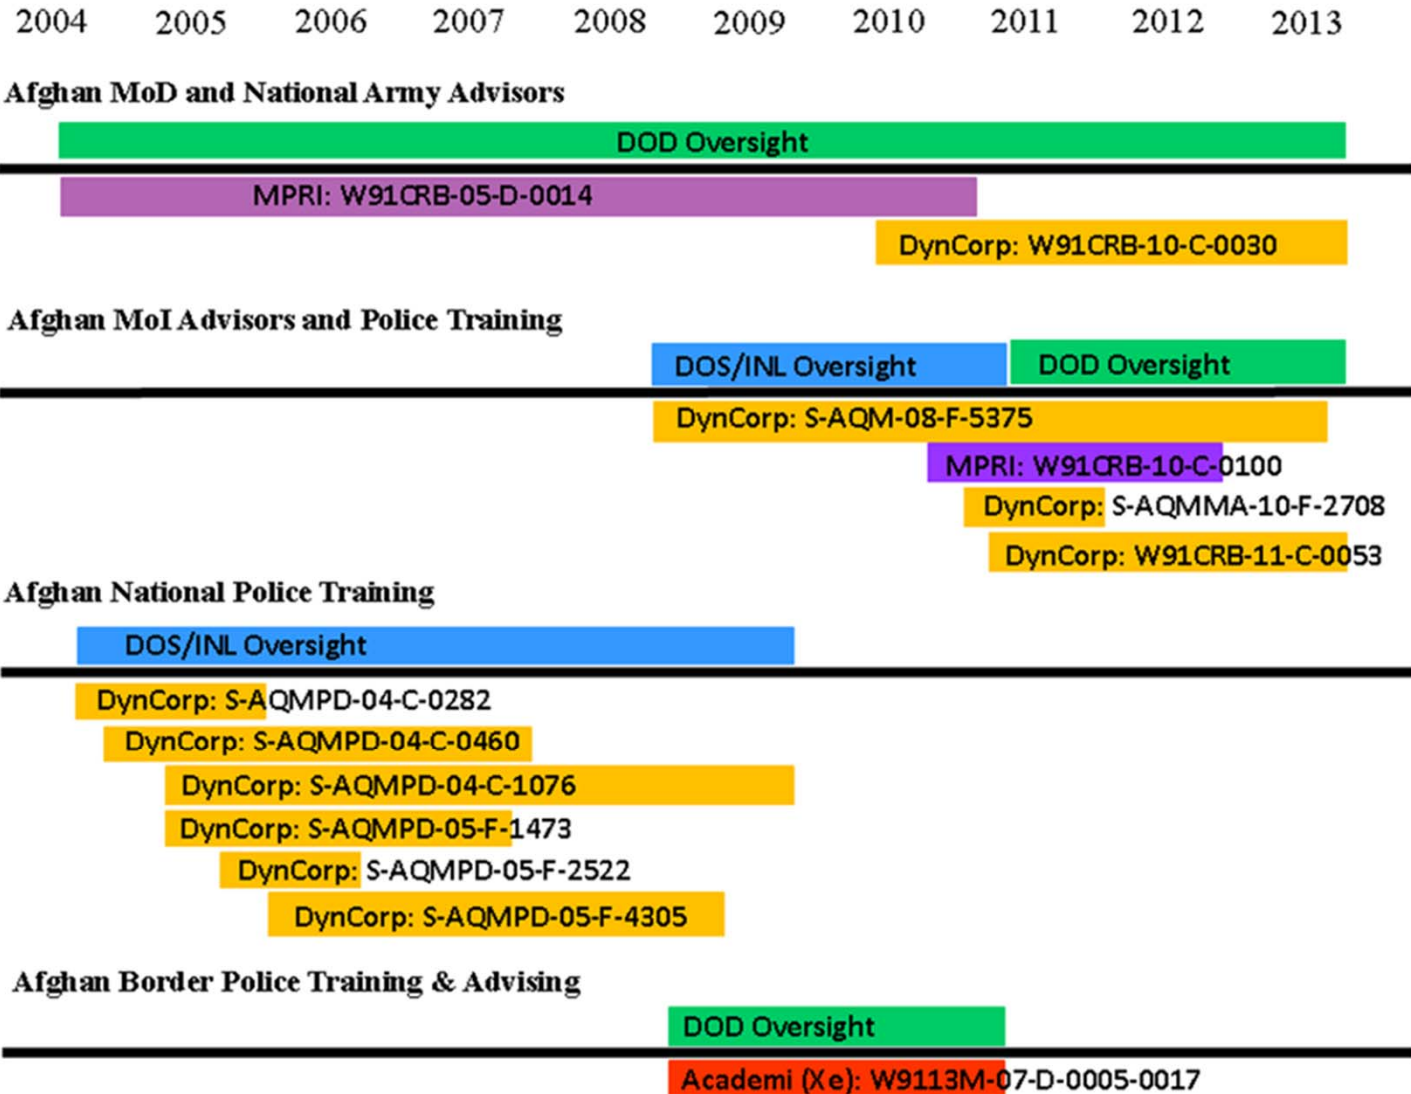 2004 2005 2006 2007 2008 2009 2010 2011 2012 2013
Afghan MoD and National Army Advisors
DOD Oversight
MPRI: W91CRB-05-D-0014
DynCorp: W91CRB-10-C-0030
Afghan MoI Advisors and Police Training
DOS/INL Oversight DOD Oversight
DynCorp: S-AQM-08-F-5375
MPRI: W91CRB-10-C-0100
DynCorp: S-AQMMA-10-F-2708
DynCorp: W91CRB-11-C-0053
Afghan National Police Training
DOS/INL Oversight
DynCorp: S-AQMPD-04-C-0282
DynCorp: S-AQMPD-04-C-0460
DynCorp: S-AQMPD-04-C-1076
DynCorp: S-AQMPD-05-F-1473
DynCorp: S-AQMPD-05-F-2522
DynCorp: S-AQMPD-05-F-4305
Afghan Border Police Training & Advising
DOD Oversight
Academi (Xe): W9113M-07-D-0005-0017